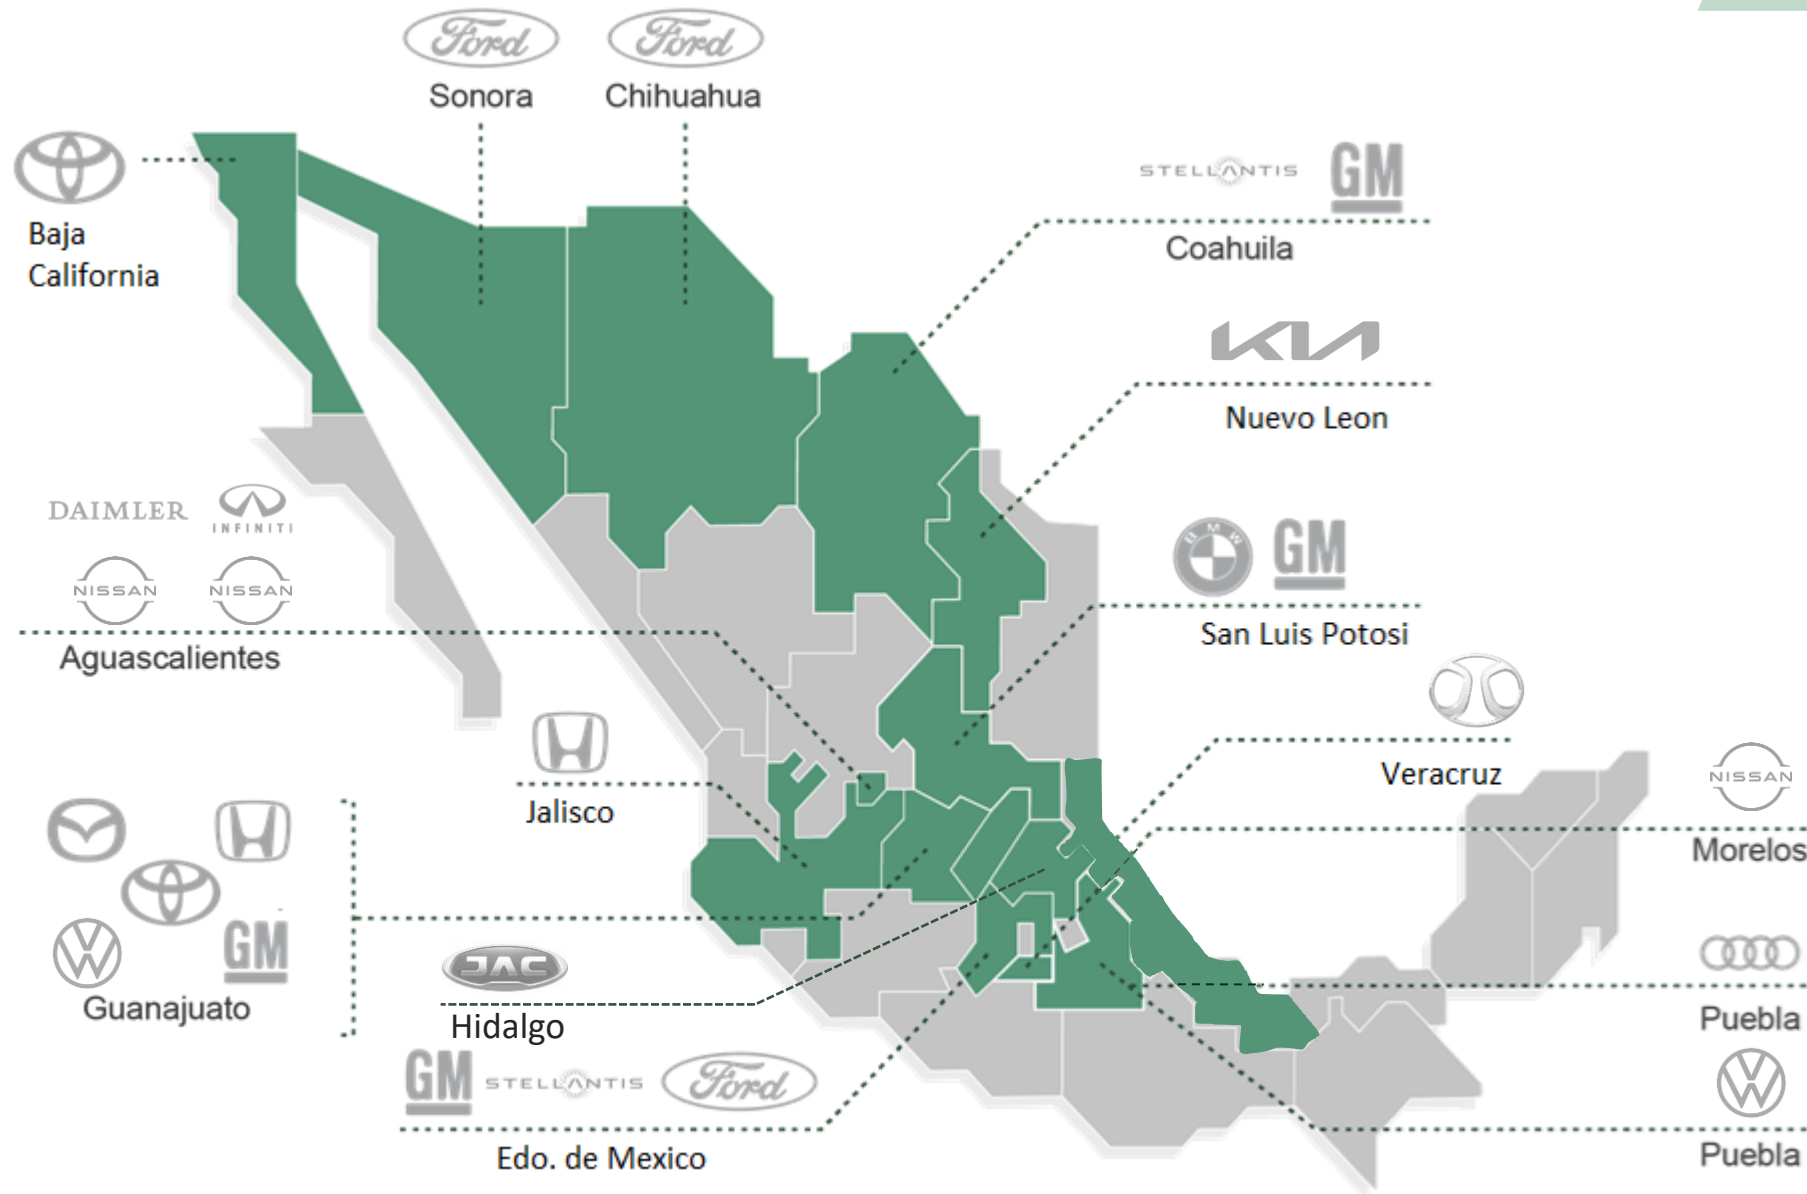 Ford
Ford
Sonora
Chihuahua
STELLANTIS
GM
Coahuila
Baja
California
KIA
Nuevo Leon
DAIMLER
INFINITI
NISSAN
NISSAN
Aguascalientes
BMW
GM
San Luis Potosi
Veracruz
Jalisco
NISSAN
Morelos
GM
Guanajuato
JAC
Hidalgo
Puebla
GM
STELLANTIS
Ford
Edo. de Mexico
Puebla